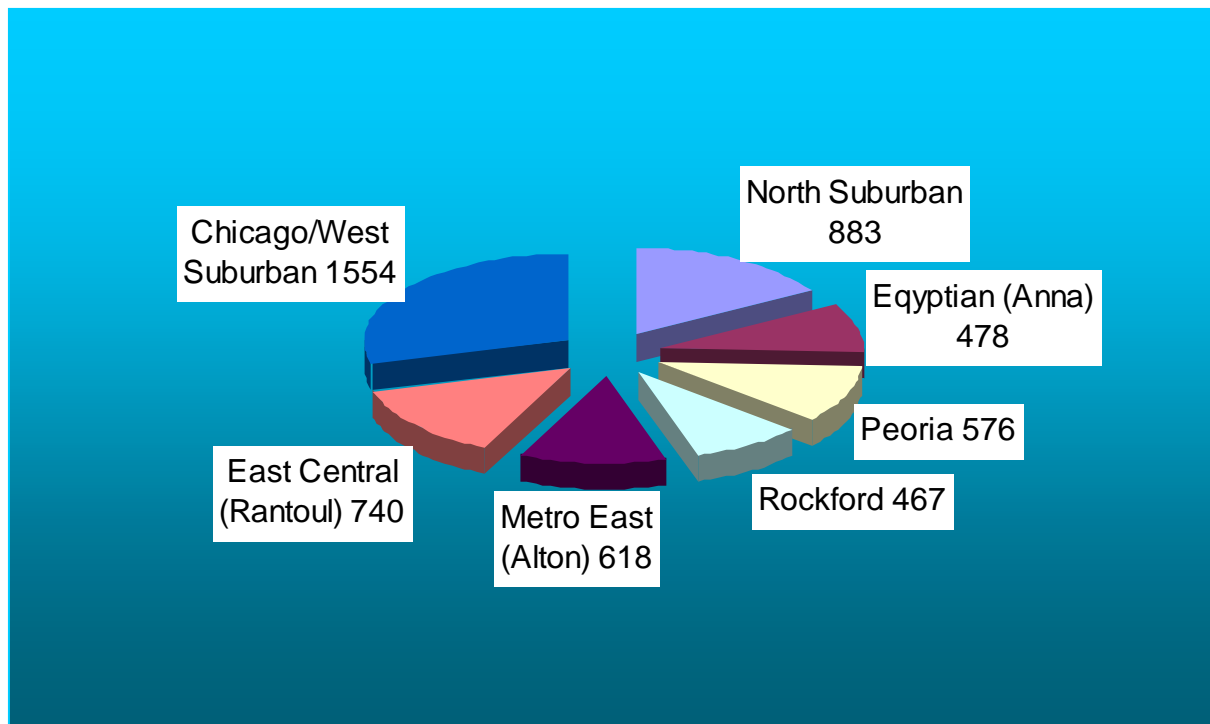 North Suburban
883
Eqyptian (Anna)
478
Peoria 576
Rockford 467
Metro East
(Alton) 618
East Central
(Rantoul) 740
Chicago/West
Suburban 1554